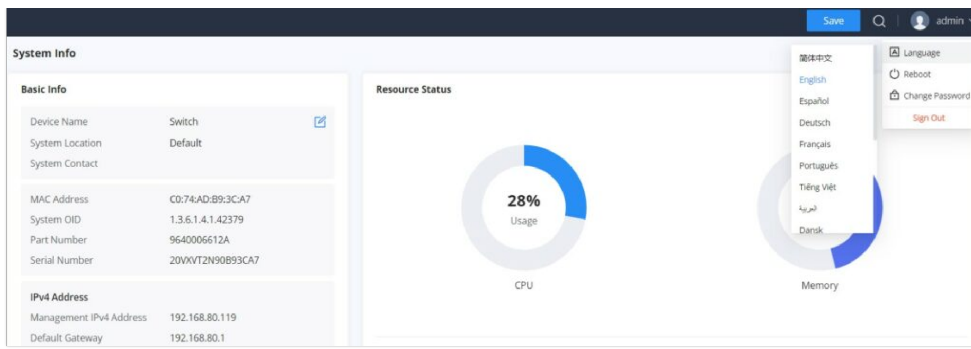 Save
admin
System Info
Basic Info
Device Name Switch
System Location Default
System Contact
MAC Address C0:74:AD:B9:3C:A7
System OID 1.3.6.1.4.1.42379
Part Number 9640006612A
Serial Number 20VXVT2N90B93CA7
IPv4 Address
Management IPv4 Address 192.168.80.119
Default Gateway 192.168.80.1
Resource Status
28%
Usage
CPU
Memory
简体中文
English
Español
Deutsch
Français
Português
Tiếng Việt
العربية
Dansk
Language
Reboot
Change Password
Sign Out